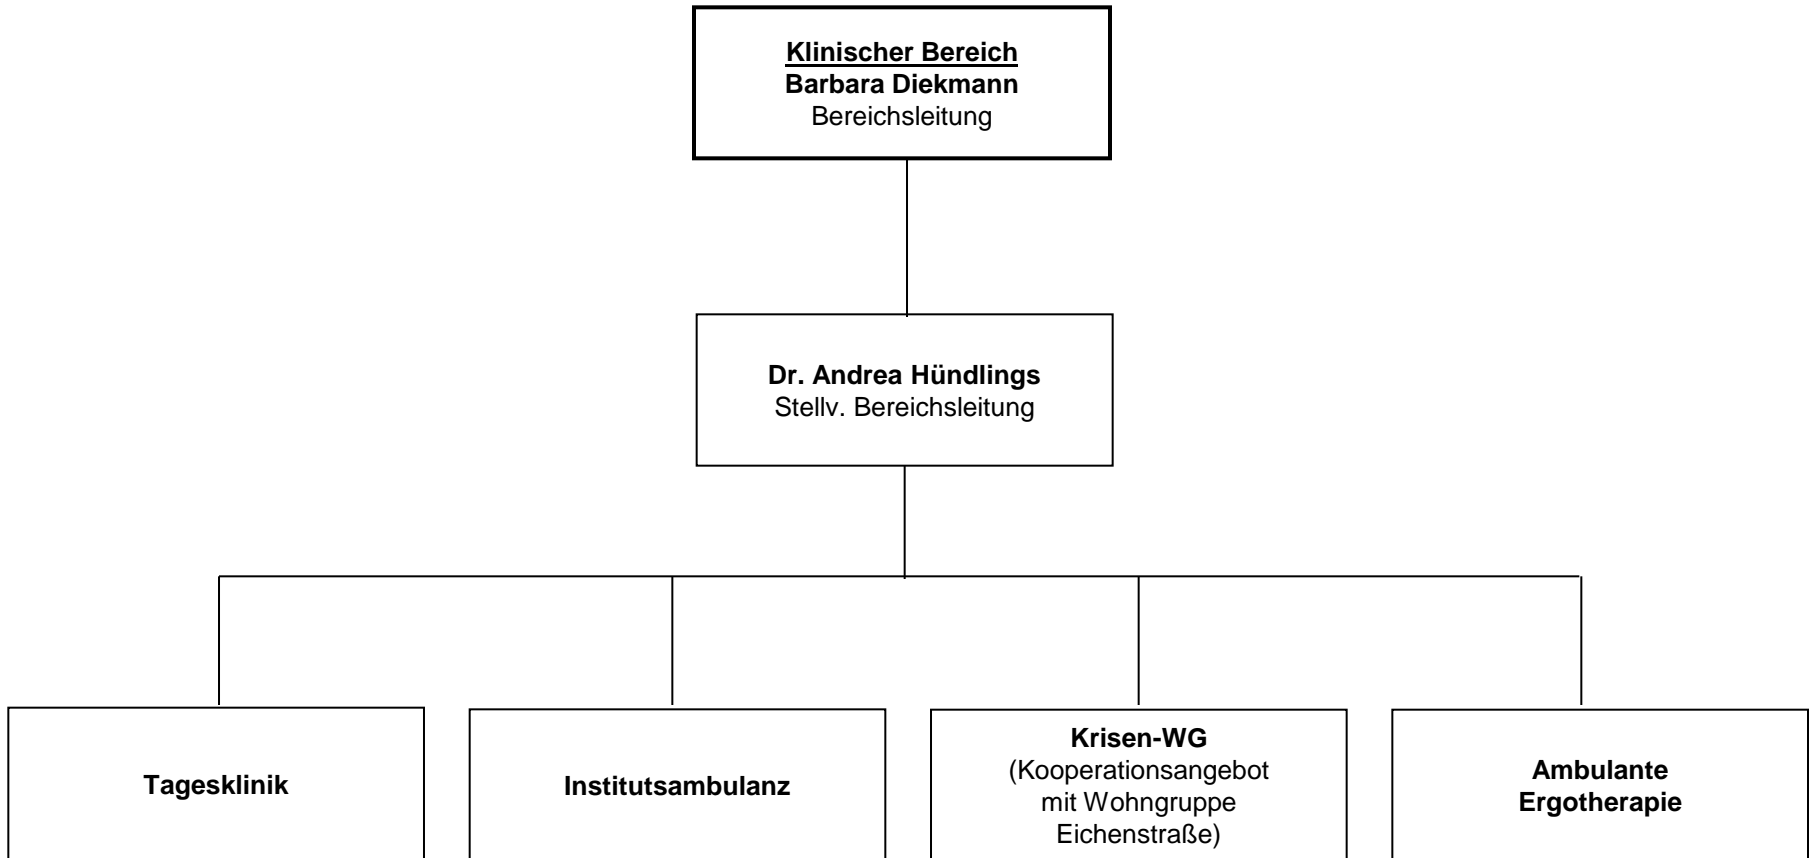 Klinischer Bereich
Barbara Diekmann
Bereichsleitung
Dr. Andrea Hündlings
Stellv. Bereichsleitung
Tagesklinik
Institutsambulanz
Krisen-WG
(Kooperationsangebot
mit Wohngruppe
Eichenstraße)
Ambulante
Ergotherapie